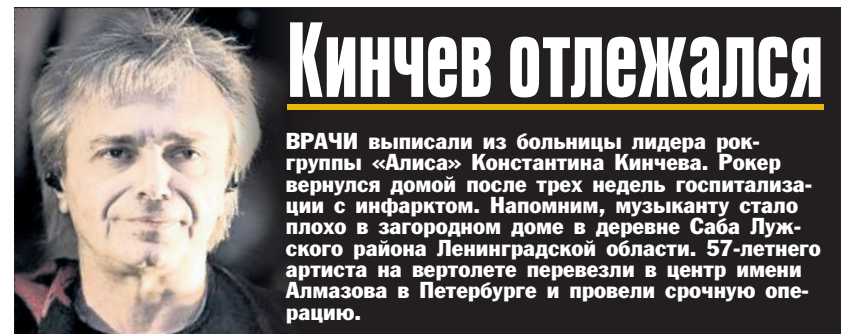 Кинчев отлежался
ВРАЧИ выписали из больницы лидера рок-
группы «Алиса» Константина Кинчева. Рокер
вернулся домой после трех недель госпитализа-
ции с инфарктом. Напомним, музыканту стало
плохо в загородном доме в деревне Саба Луж-
ского района Ленинградской области. 57-летнего
артиста на вертолете перевезли в центр имени
Алмазова в Петербурге и провели срочную опе-
рацию.